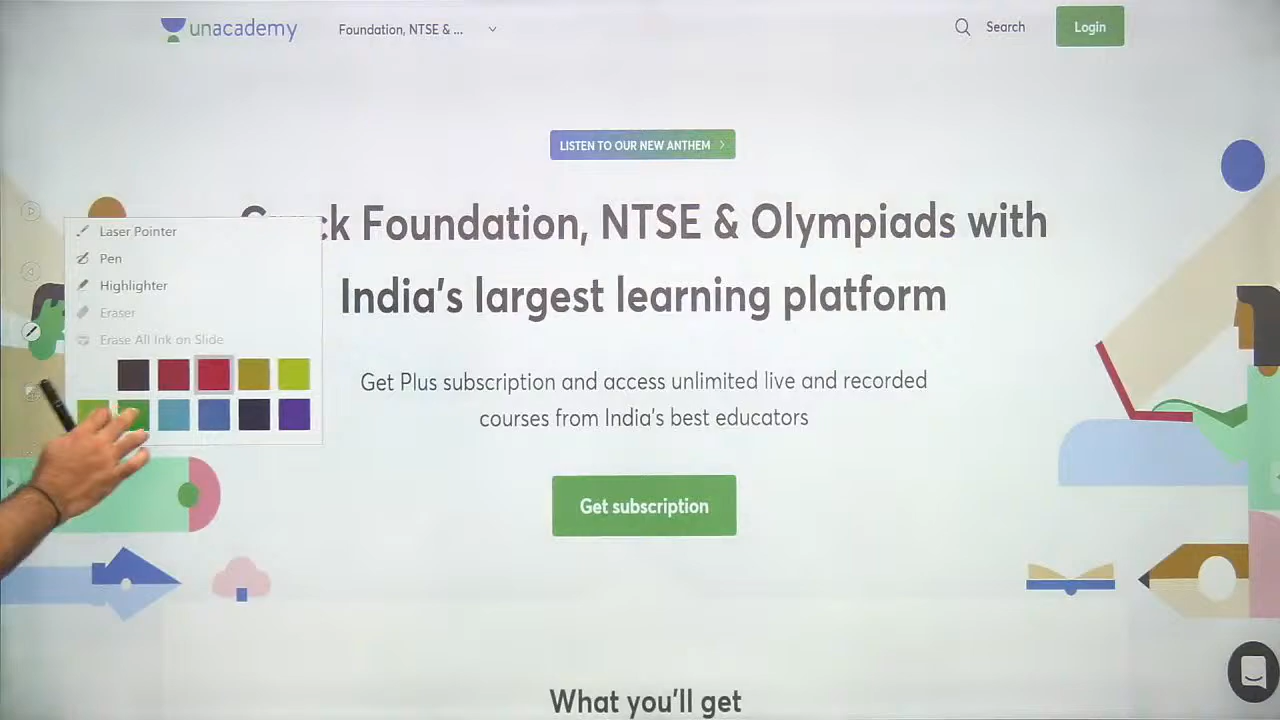 unacademy
Foundation, NTSE & ...
Search
Login
LISTEN TO OUR NEW ANTHEM
Foundation, NTSE & Olympiads with
India's largest learning platform
Laser Pointer
Pen
Highlighter
Eraser
Erase All Ink on Slide
Get Plus subscription and access unlimited live and recorded
courses from India's best educators
Get subscription
What you'll get